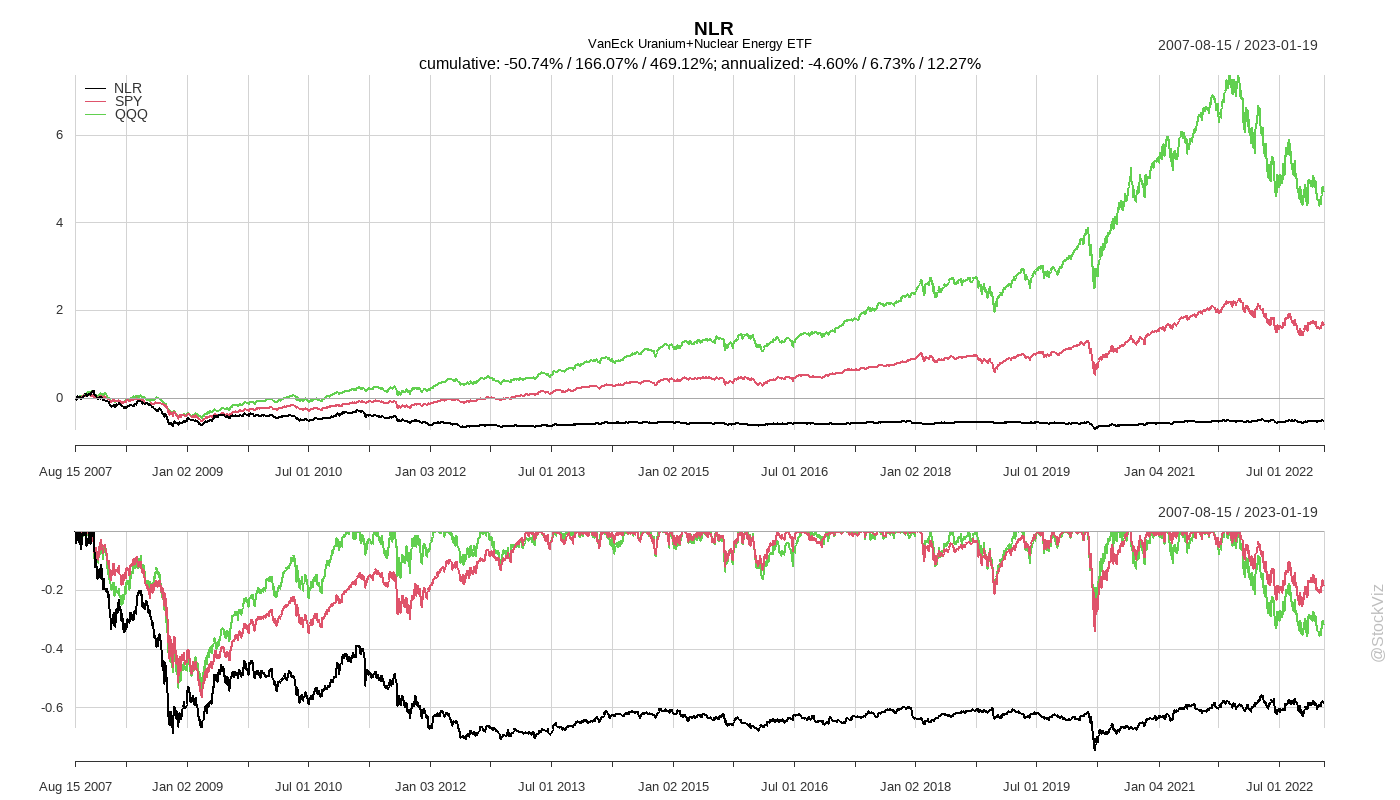 NLR
VanEck Uranium+Nuclear Energy ETF
2007-08-15 / 2023-01-19
cumulative: -50.74% / 166.07% / 469.12%; annualized: -4.60% / 6.73% / 12.27%
NLR
SPY
QQQ
6
4
2
0
Aug 15 2007 Jan 02 2009 Jul 01 2010 Jan 03 2012 Jul 01 2013 Jan 02 2015 Jul 01 2016 Jan 02 2018 Jul 01 2019 Jan 04 2021 Jul 01 2022
2007-08-15 / 2023-01-19
-0.2
-0.4
-0.6
Aug 15 2007 Jan 02 2009 Jul 01 2010 Jan 03 2012 Jul 01 2013 Jan 02 2015 Jul 01 2016 Jan 02 2018 Jul 01 2019 Jan 04 2021 Jul 01 2022
@StockViz